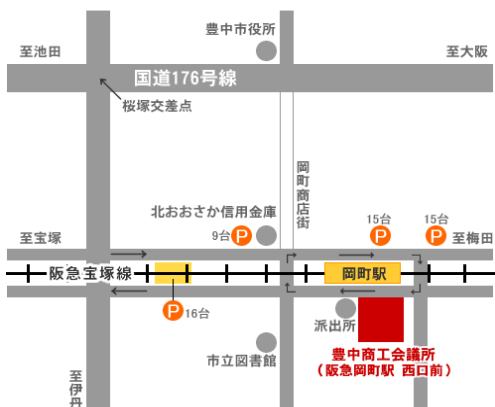 豊中市役所
至池田
至大阪
国道176号線
桜塚交差点
岡町商店街
北おおさか信用金庫
9台 P
15台
P
15台
P
至宝塚
至梅田
阪急宝塚線
岡町駅
P 16台
派出所
市立図書館
豊中商工会議所
(阪急岡町駅 西口前)
至伊丹